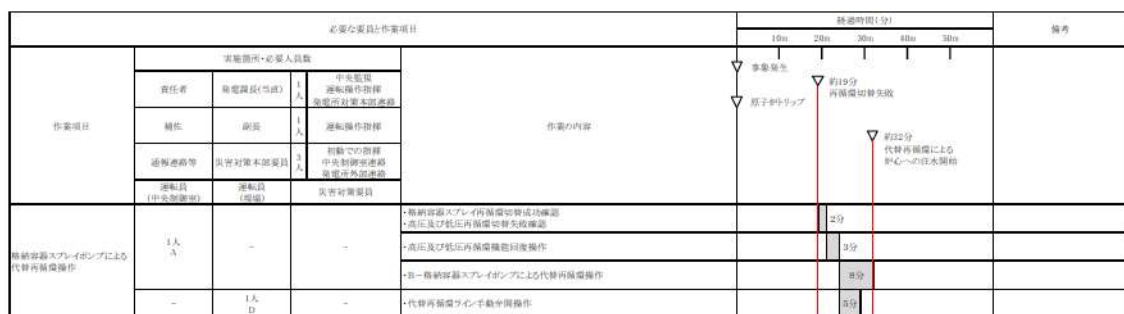 必要な要員と作業項目
経過時間(分)
備考
10m 20m 30m 40m 50m
作業項目
実施箇所・必要人員数
作業の内容
責任者
発電課長(当直)
1人
中央監視
運転操作指揮
発電所対策本部連絡
補佐
副長
1人
運転操作指揮
通報連絡等
災害対策本部要員
3人
初動での指揮
中央制御室連絡
発電所外部連絡
運転員
(中央制御室)
運転員
(現場)
災害対策要員
事象発生
原子炉トリップ
約19分
再循環切替失敗
約32分
代替再循環による
炉心への注水開始
格納容器スプレイポンプによる
代替再循環操作
1人
A
-
-
・格納容器スプレイ再循環切替成功確認
・高圧及び低圧再循環切替失敗確認
2分
・高圧及び低圧再循環機能回復操作
3分
・B-格納容器スプレイポンプによる代替再循環操作
8分
-
1人
D
-
・代替再循環ライン手動弁開操作
5分